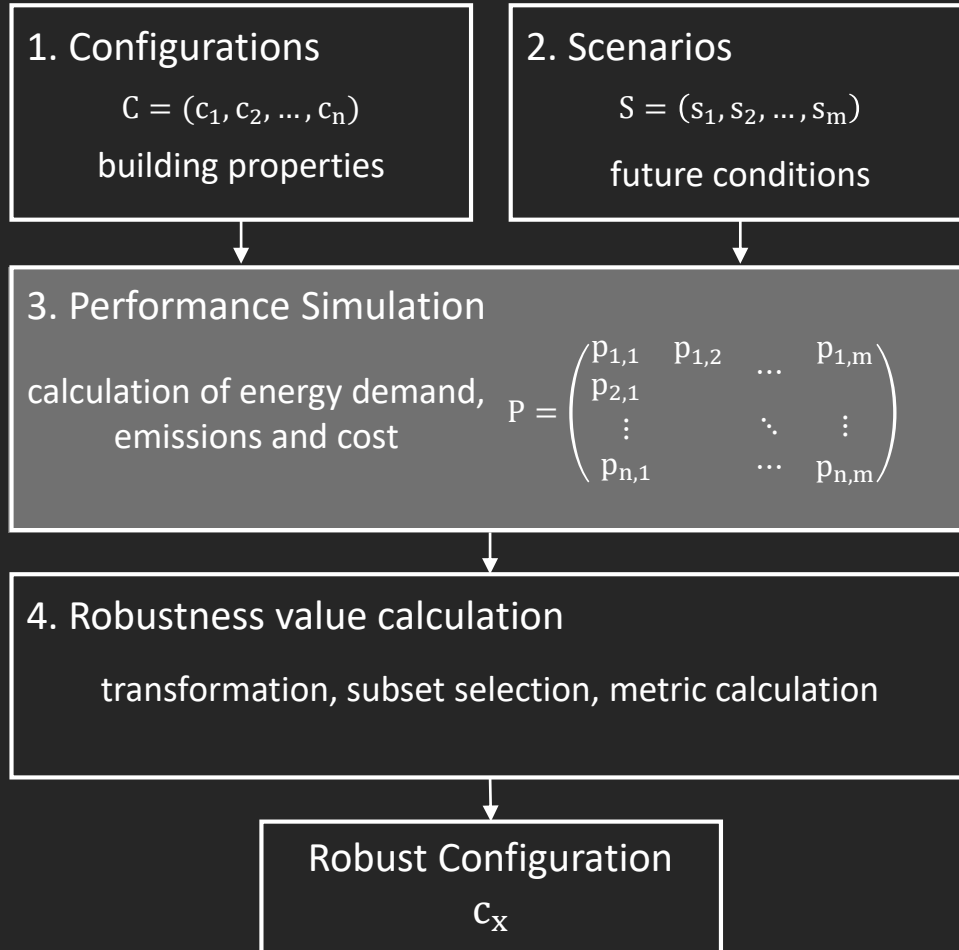 1. Configurations
C = (c₁, c₂, …, cₙ)
building properties
2. Scenarios
S = (s₁, s₂, …, sₘ)
future conditions
3. Performance Simulation
calculation of energy demand,
emissions and cost
P =
p₁,₁ p₁,₂ … p₁,ₘ
p₂,₁
⋮ ⋱ ⋮
pₙ,₁ … pₙ,ₘ
4. Robustness value calculation
transformation, subset selection, metric calculation
Robust Configuration
cₓ